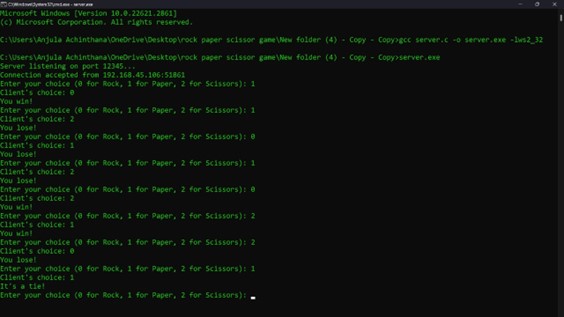 C:\Windows\System32\cmd.exe - server.exe
Microsoft Windows [Version 10.0.22621.2861]
(c) Microsoft Corporation. All rights reserved.
C:\Users\Anjula Achinthana\OneDrive\Desktop\rock paper scissor game\New folder (4) - Copy - Copy>gcc server.c -o server.exe -lws2_32
C:\Users\Anjula Achinthana\OneDrive\Desktop\rock paper scissor game\New folder (4) - Copy - Copy>server.exe
Server listening on port 12345...
Connection accepted from 192.168.45.106:51861
Enter your choice (0 for Rock, 1 for Paper, 2 for Scissors): 1
Client's choice: 0
You win!
Enter your choice (0 for Rock, 1 for Paper, 2 for Scissors): 1
Client's choice: 2
You lose!
Enter your choice (0 for Rock, 1 for Paper, 2 for Scissors): 0
Client's choice: 1
You lose!
Enter your choice (0 for Rock, 1 for Paper, 2 for Scissors): 1
Client's choice: 2
You lose!
Enter your choice (0 for Rock, 1 for Paper, 2 for Scissors): 0
Client's choice: 2
You win!
Enter your choice (0 for Rock, 1 for Paper, 2 for Scissors): 2
Client's choice: 1
You win!
Enter your choice (0 for Rock, 1 for Paper, 2 for Scissors): 2
Client's choice: 0
You lose!
Enter your choice (0 for Rock, 1 for Paper, 2 for Scissors): 1
Client's choice: 1
It's a tie!
Enter your choice (0 for Rock, 1 for Paper, 2 for Scissors):